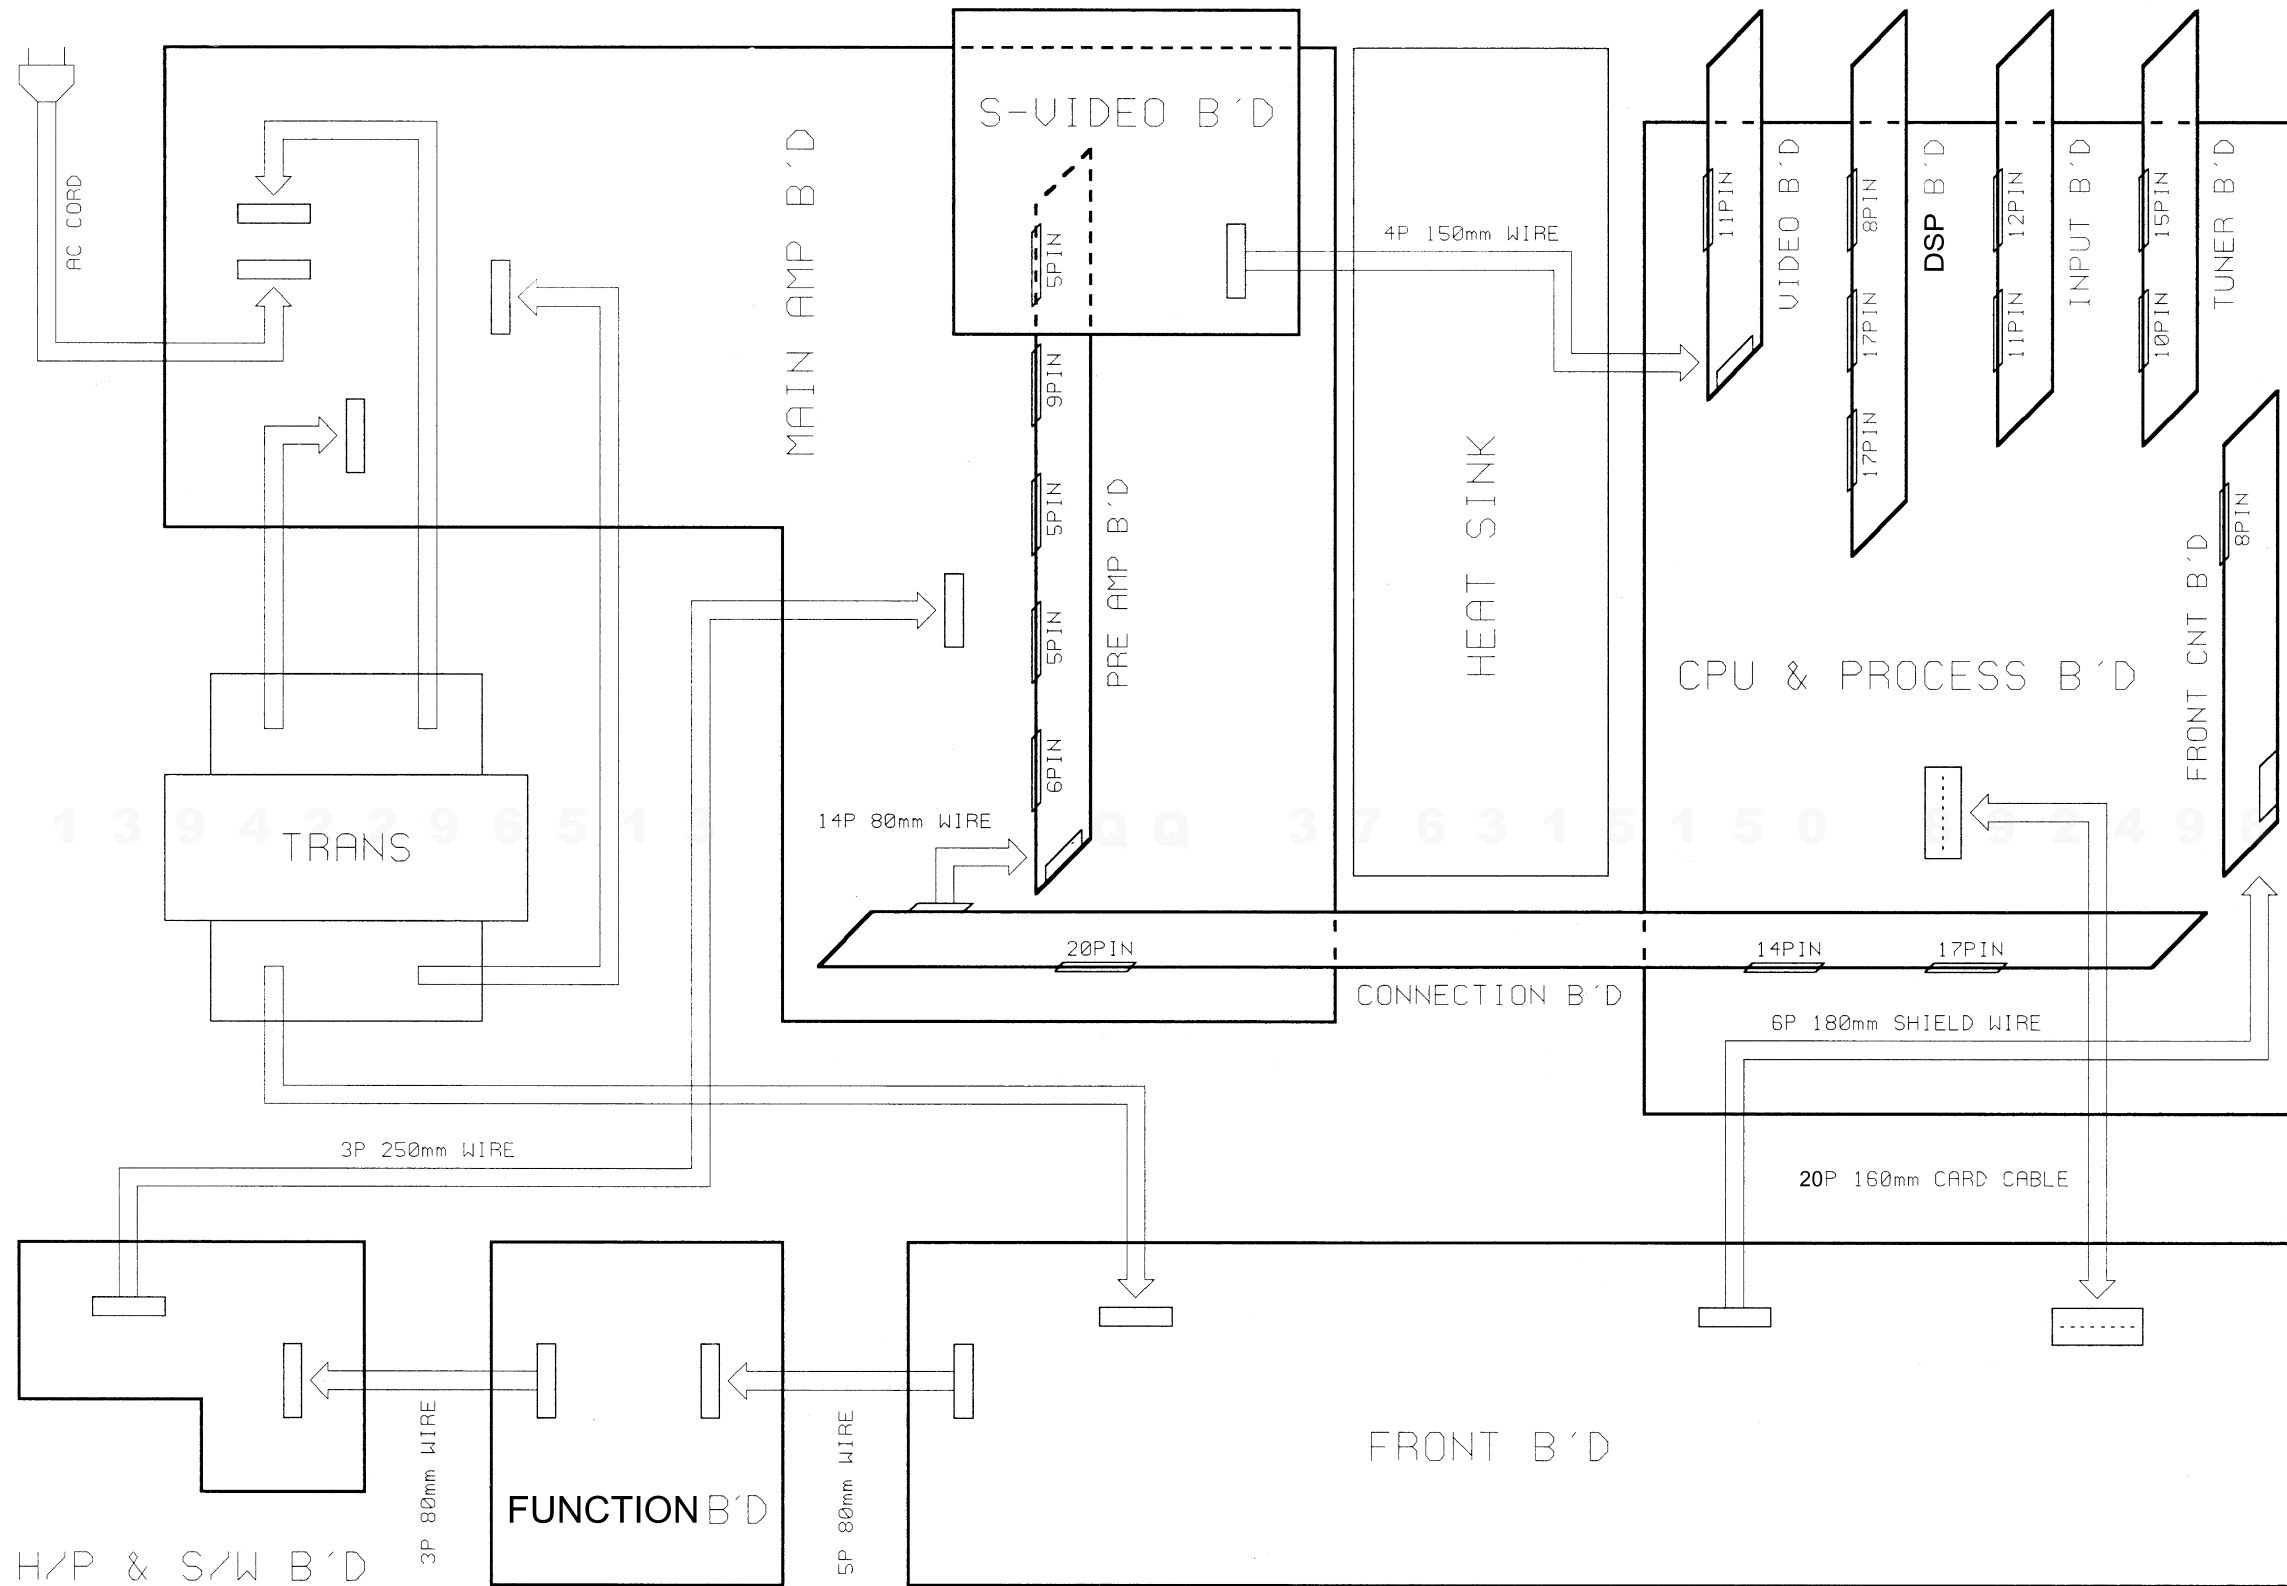 S-VIDEO B'D
AC CORD
MAIN AMP B'D
5PIN
9PIN
5PIN
5PIN
6PIN
PRE AMP B'D
4P 150mm WIRE
HEAT SINK
11PIN
VIDEO B'D
8PIN
17PIN
17PIN
DSP B'D
12PIN
11PIN
INPUT B'D
15PIN
10PIN
TUNER B'D
8PIN
FRONT CNT B'D
CPU & PROCESS B'D
TRANS
14P 80mm WIRE
20PIN
14PIN
17PIN
CONNECTION B'D
6P 180mm SHIELD WIRE
3P 250mm WIRE
20P 160mm CARD CABLE
3P 80mm WIRE
5P 80mm WIRE
FRONT B'D
FUNCTION B'D
H/P & S/W B'D